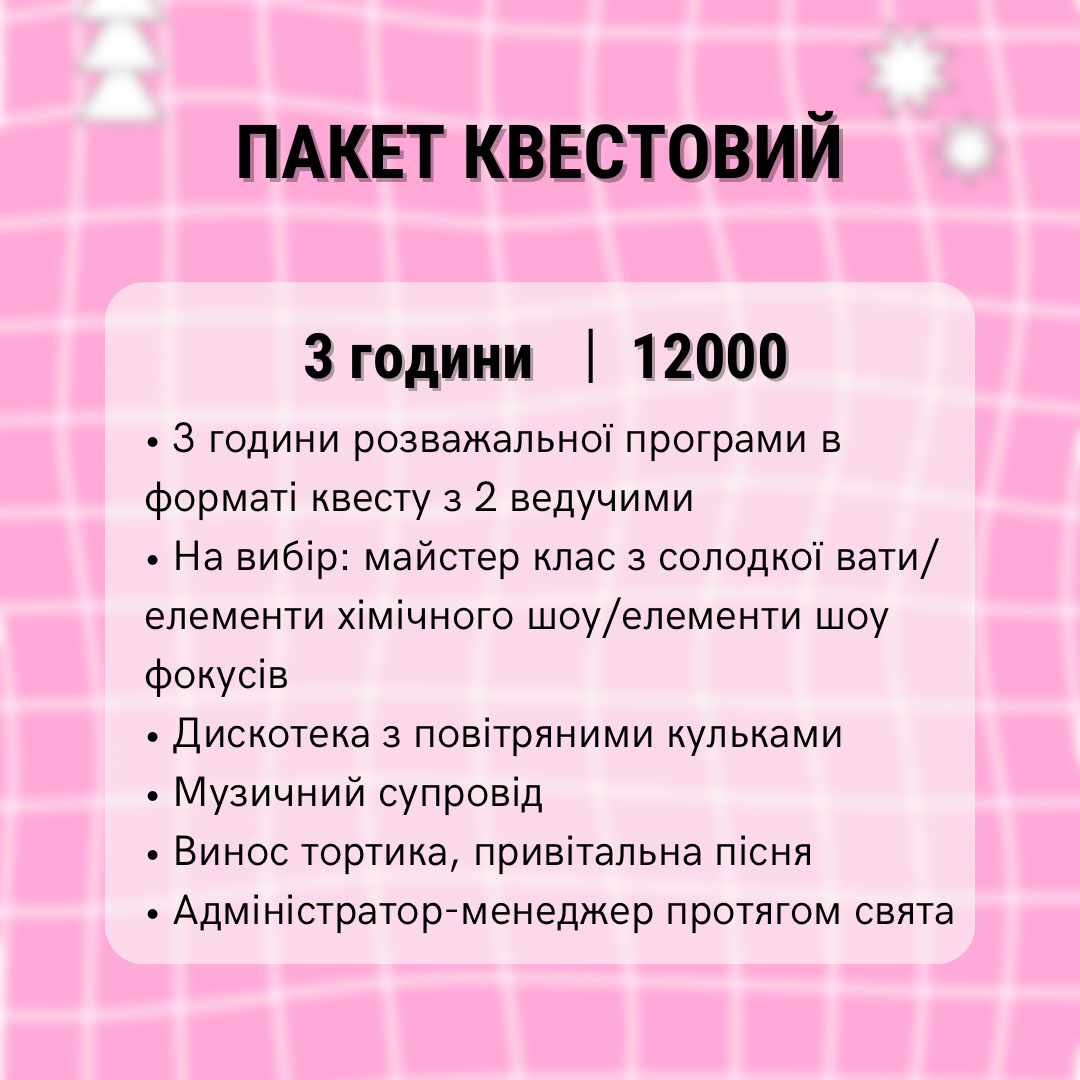 ПАКЕТ КВЕСТОВИЙ
3 години | 12000
• 3 години розважальної програми в
форматі квесту з 2 ведучими
• На вибір: майстер клас з солодкої вати/
елементи хімічного шоу/елементи шоу
фокусів
• Дискотека з повітряними кульками
• Музичний супровід
• Винос тортика, привітальна пісня
• Адміністратор-менеджер протягом свята